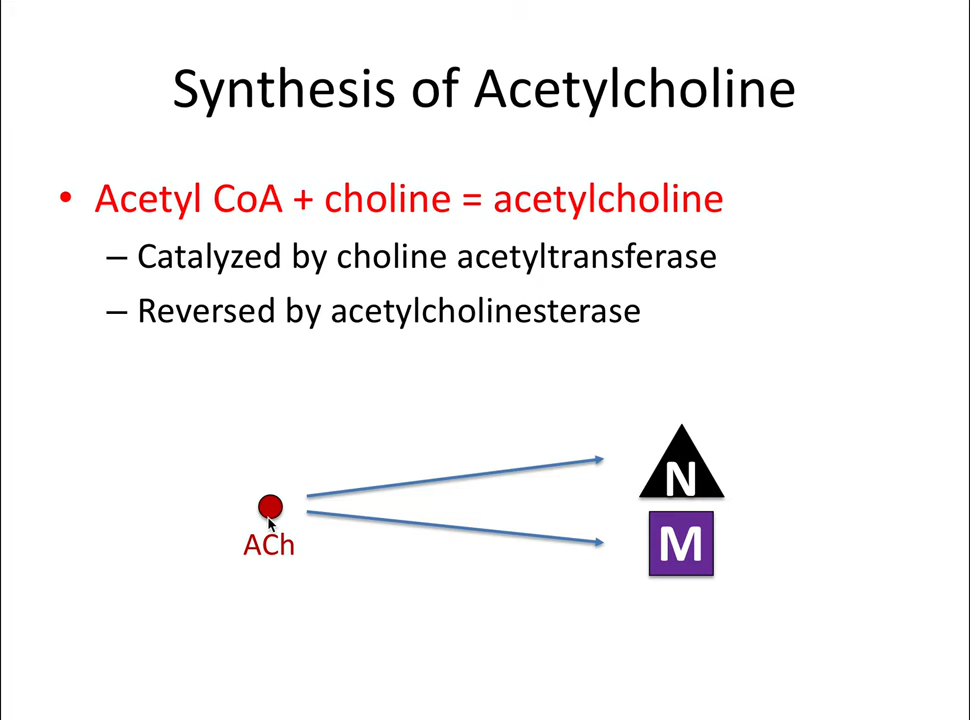 Synthesis of Acetylcholine
• Acetyl CoA + choline = acetylcholine
– Catalyzed by choline acetyltransferase
– Reversed by acetylcholinesterase
N
ACh
M